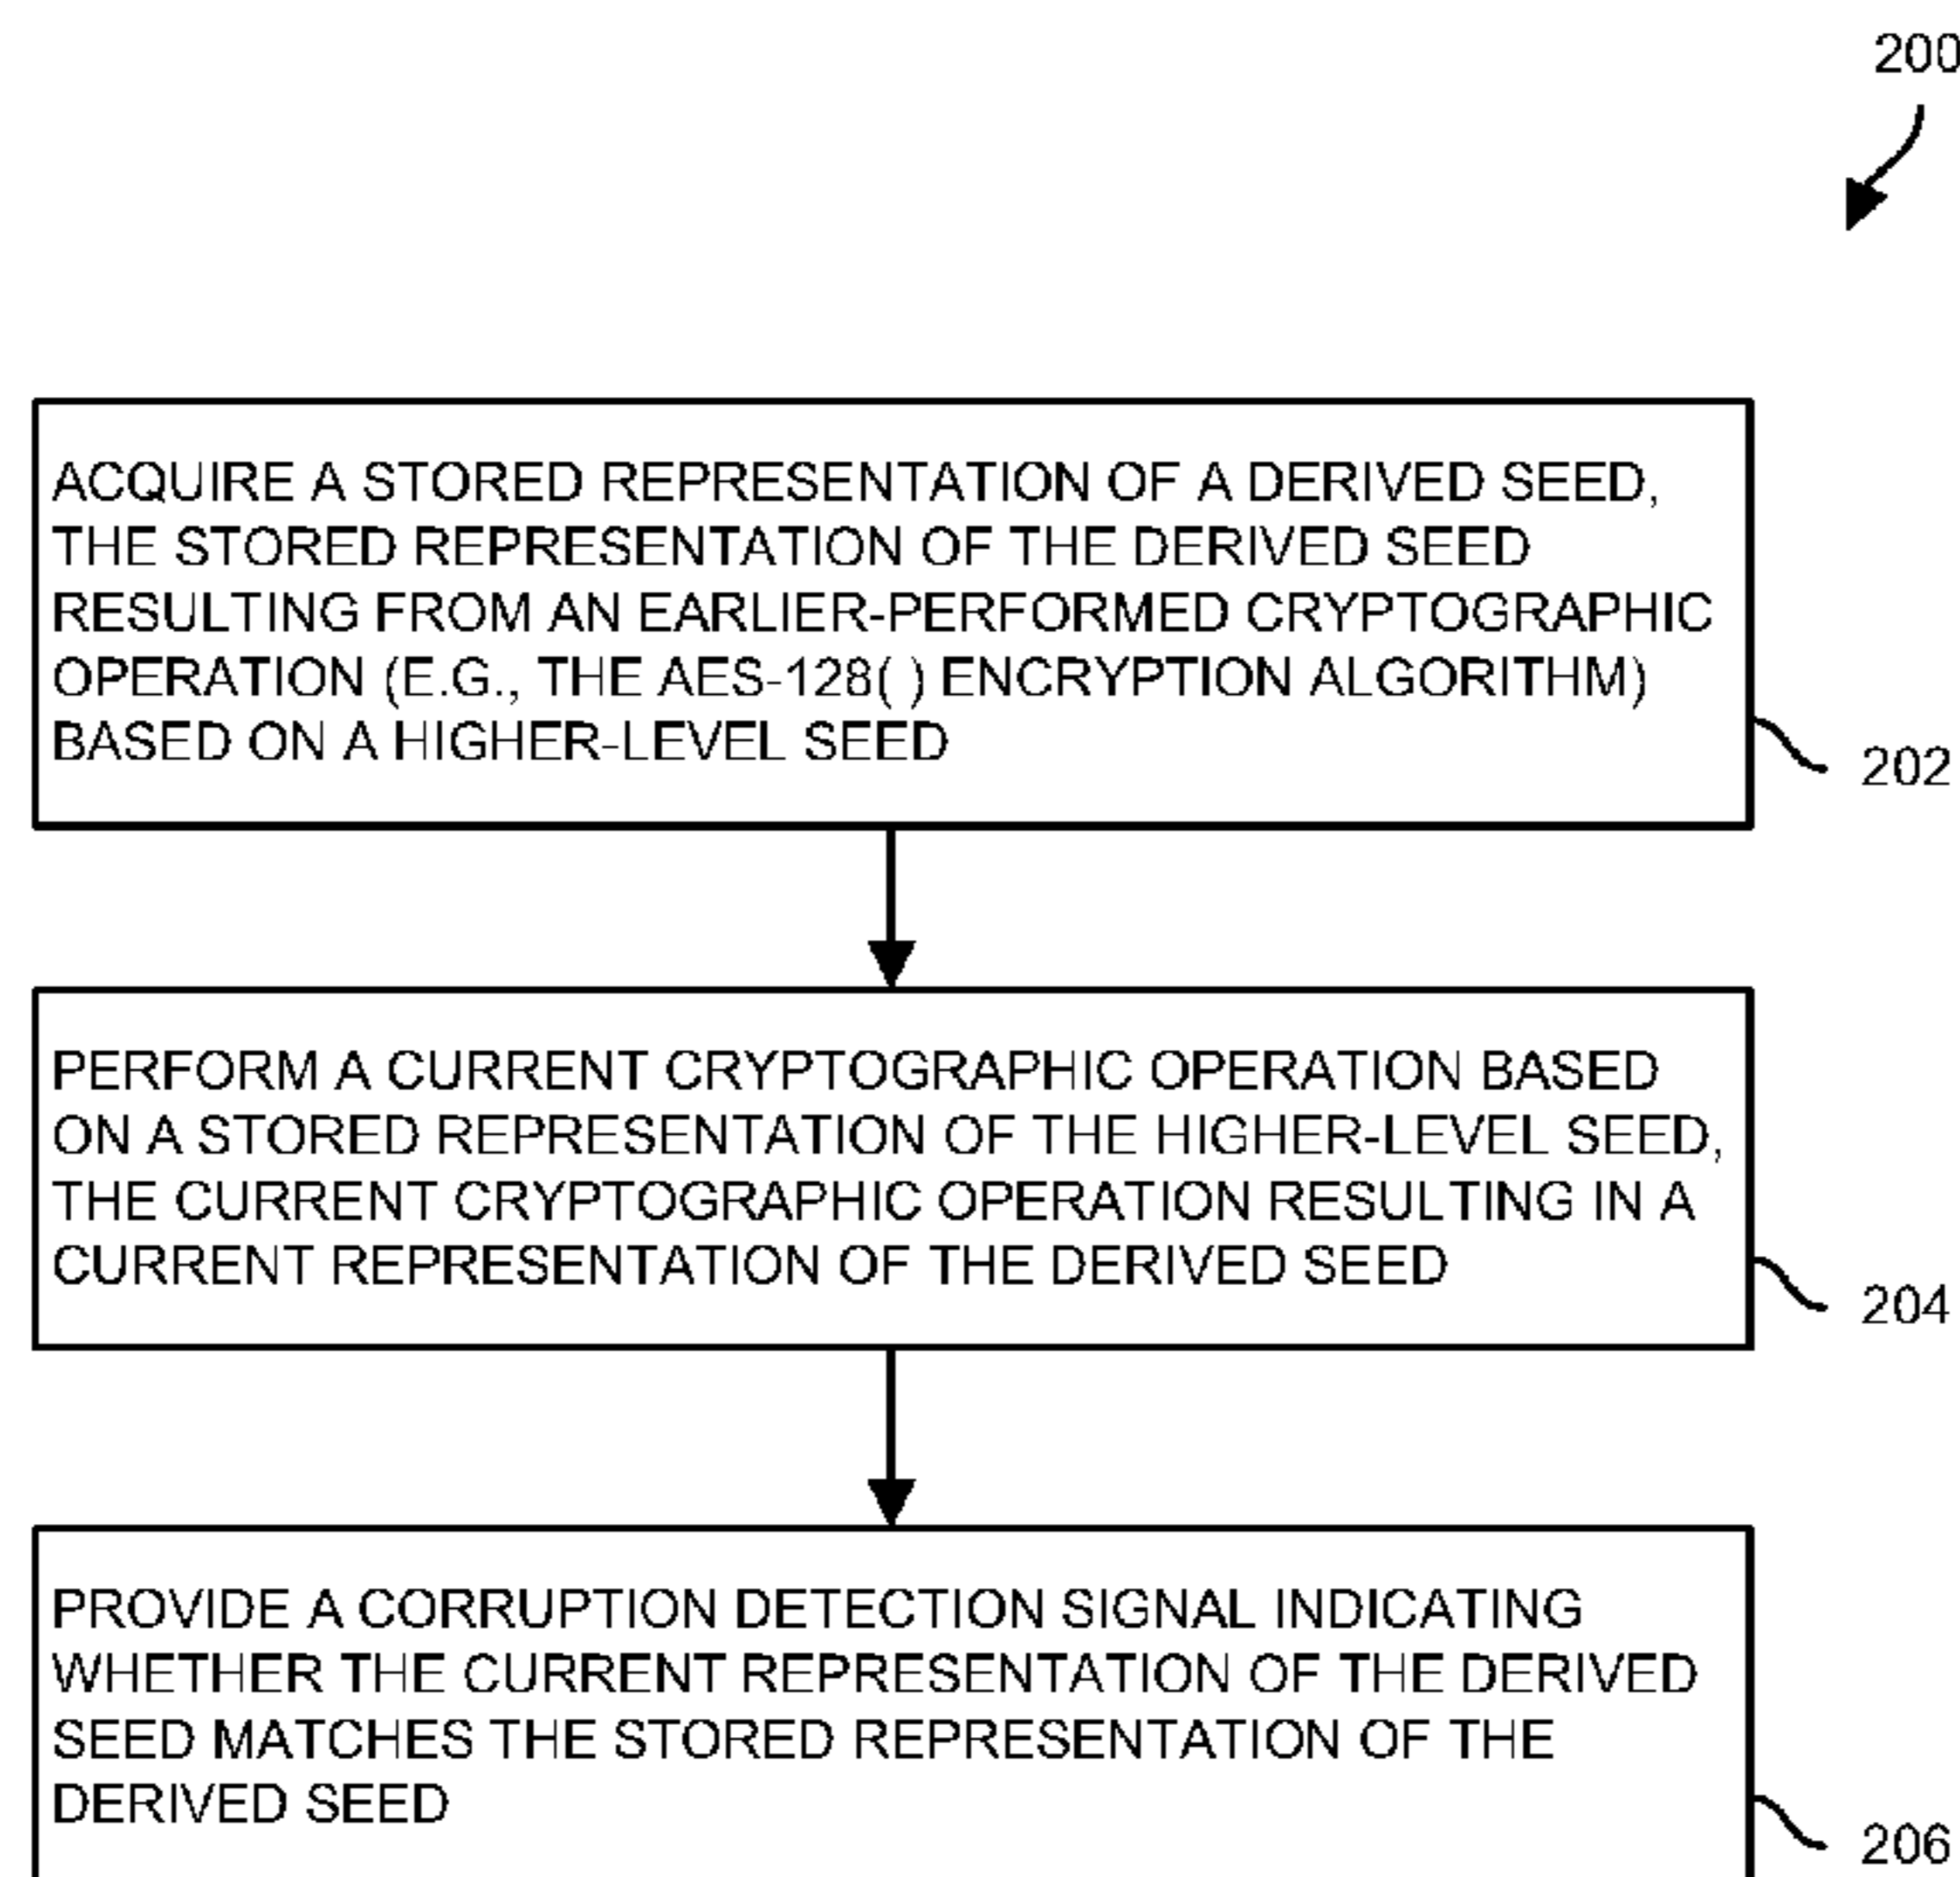 200
ACQUIRE A STORED REPRESENTATION OF A DERIVED SEED,
THE STORED REPRESENTATION OF THE DERIVED SEED
RESULTING FROM AN EARLIER-PERFORMED CRYPTOGRAPHIC
OPERATION (E.G., THE AES-128( ) ENCRYPTION ALGORITHM)
BASED ON A HIGHER-LEVEL SEED
202
PERFORM A CURRENT CRYPTOGRAPHIC OPERATION BASED
ON A STORED REPRESENTATION OF THE HIGHER-LEVEL SEED,
THE CURRENT CRYPTOGRAPHIC OPERATION RESULTING IN A
CURRENT REPRESENTATION OF THE DERIVED SEED
204
PROVIDE A CORRUPTION DETECTION SIGNAL INDICATING
WHETHER THE CURRENT REPRESENTATION OF THE DERIVED
SEED MATCHES THE STORED REPRESENTATION OF THE
DERIVED SEED
206